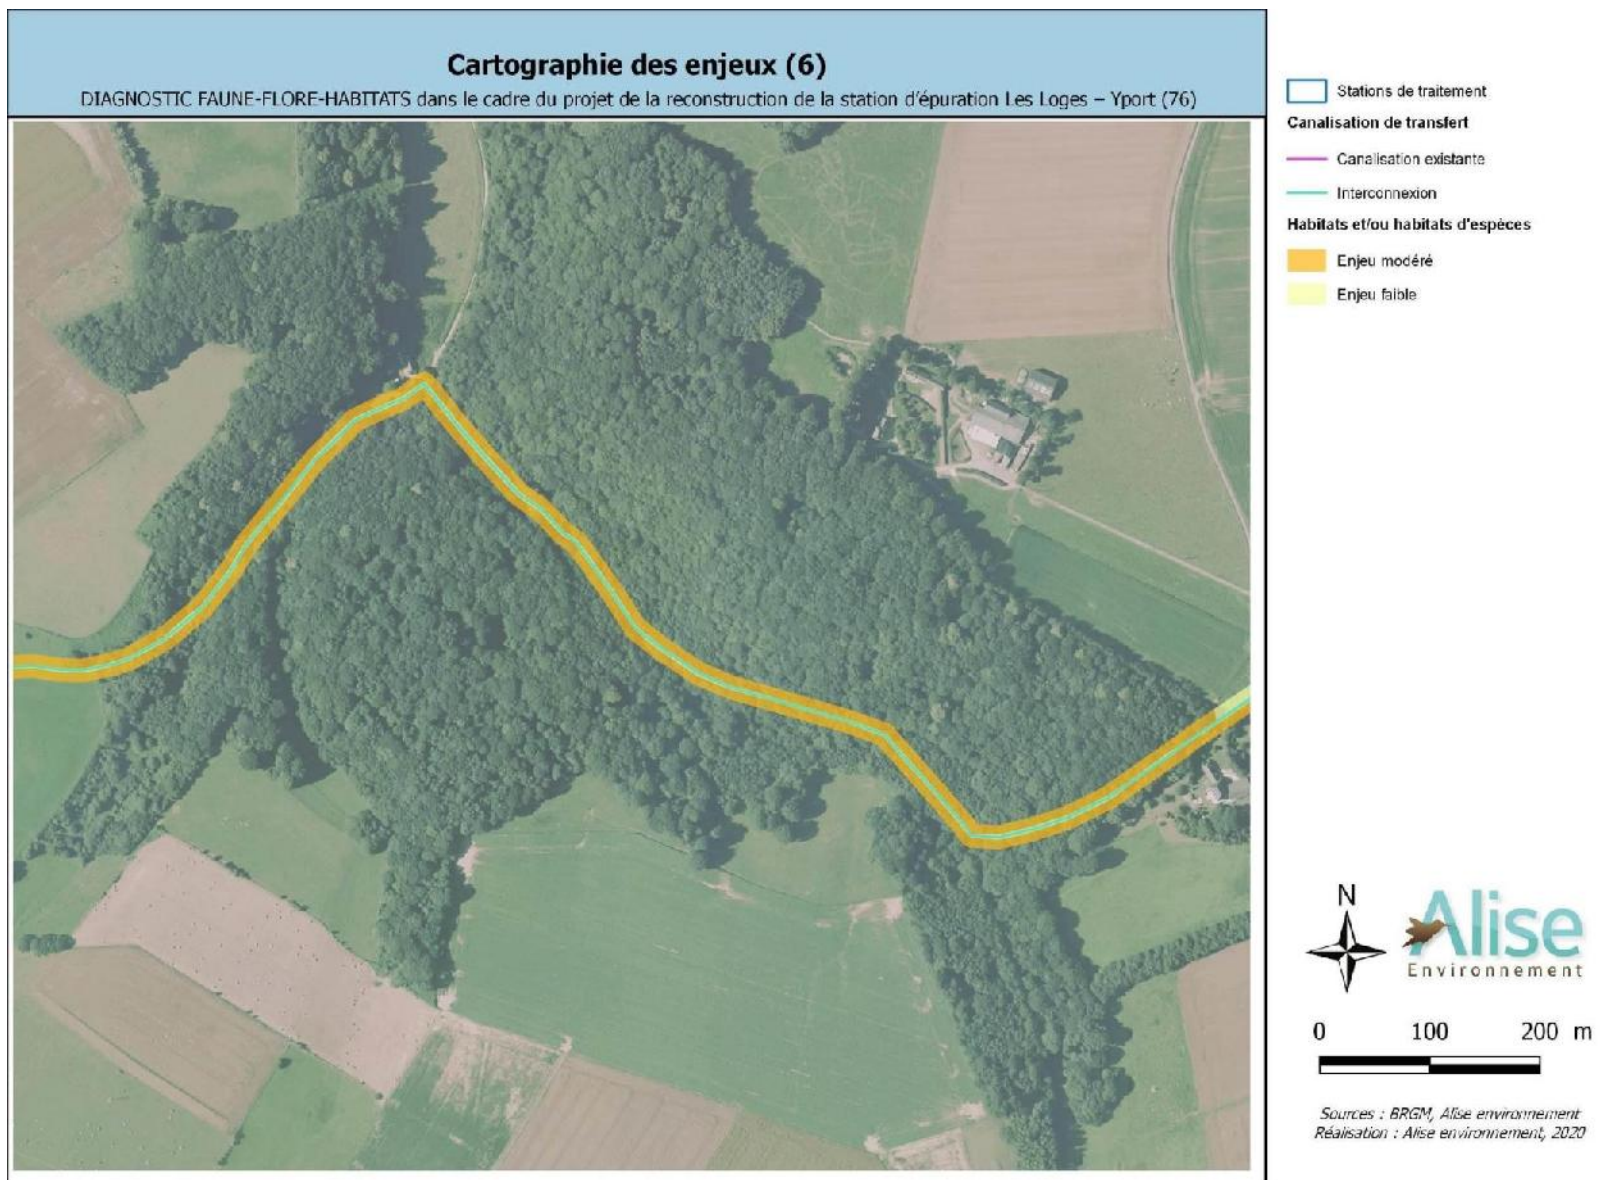 Cartographie des enjeux (6)
DIAGNOSTIC FAUNE-FLORE-HABITATS dans le cadre du projet de la reconstruction de la station d'épuration Les Loges – Yport (76)
Stations de traitement
Canalisation de transfert
Canalisation existante
Interconnexion
Habitats et/ou habitats d'espèces
Enjeu modéré
Enjeu faible
N
Alise
Environnement
0 100 200 m
Sources : BRGM, Alise environnement
Réalisation : Alise environnement, 2020